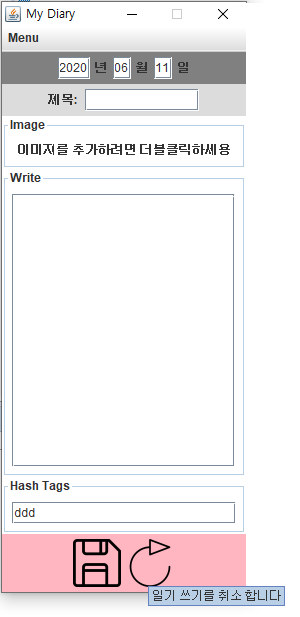 My Diary
Menu
2020 년 06 월 11 일
제목:
Image
이미지를 추가하려면 더블클릭하세용
Write
Hash Tags
ddd
일기 쓰기를 취소 합니다